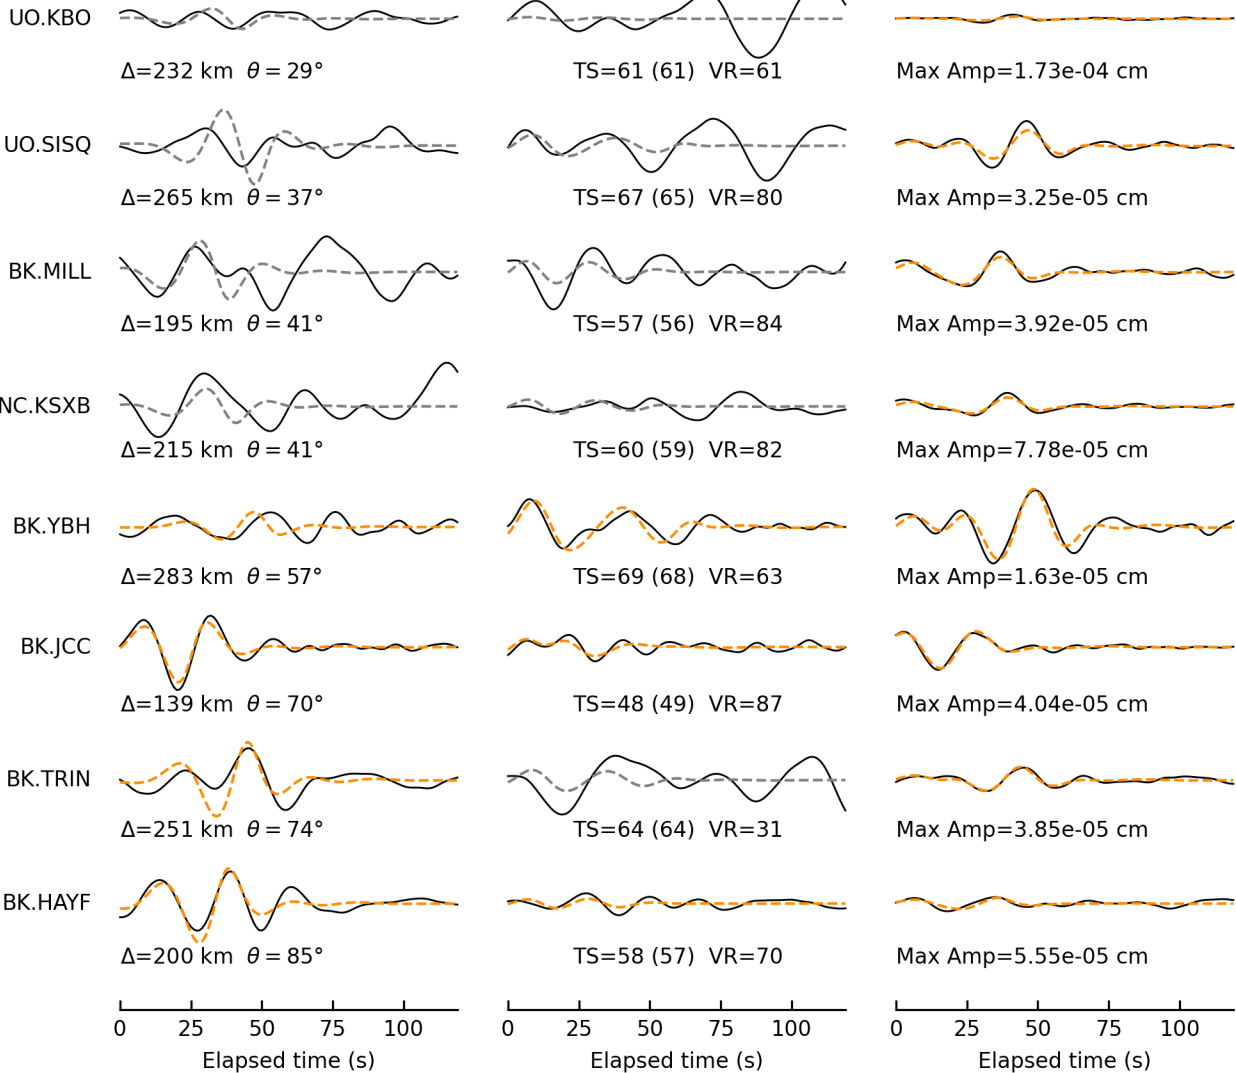 UO.KBO
Δ=232 km θ = 29° TS=61 (61) VR=61 Max Amp=1.73e-04 cm
UO.SISQ
Δ=265 km θ = 37° TS=67 (65) VR=80 Max Amp=3.25e-05 cm
BK.MILL
Δ=195 km θ = 41° TS=57 (56) VR=84 Max Amp=3.92e-05 cm
NC.KSXB
Δ=215 km θ = 41° TS=60 (59) VR=82 Max Amp=7.78e-05 cm
BK.YBH
Δ=283 km θ = 57° TS=69 (68) VR=63 Max Amp=1.63e-05 cm
BK.JCC
Δ=139 km θ = 70° TS=48 (49) VR=87 Max Amp=4.04e-05 cm
BK.TRIN
Δ=251 km θ = 74° TS=64 (64) VR=31 Max Amp=3.85e-05 cm
BK.HAYF
Δ=200 km θ = 85° TS=58 (57) VR=70 Max Amp=5.55e-05 cm
0 25 50 75 100 0 25 50 75 100 0 25 50 75 100
Elapsed time (s) Elapsed time (s) Elapsed time (s)